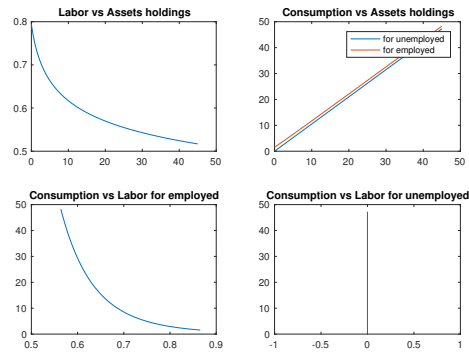 Labor vs Assets holdings
0.8
0.7
0.6
0.5
0 10 20 30 40 50
Consumption vs Assets holdings
50
40
30
20
10
0
0 10 20 30 40 50
for unemployed
for employed
Consumption vs Labor for employed
50
40
30
20
10
0
0.5 0.6 0.7 0.8 0.9
Consumption vs Labor for unemployed
50
40
30
20
10
0
-1 -0.5 0 0.5 1